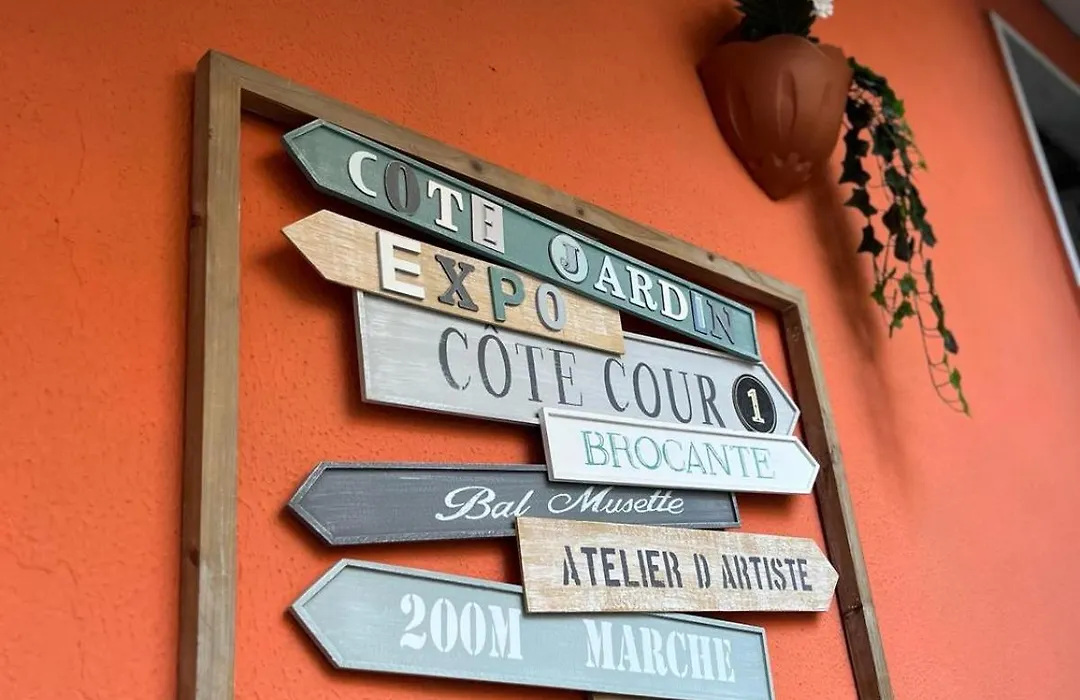 COTE JARDIN
EXPO
CÔTE COUR 1
BROCANTE
Bal Musette
ATELIER D ARTISTE
200M MARCHE